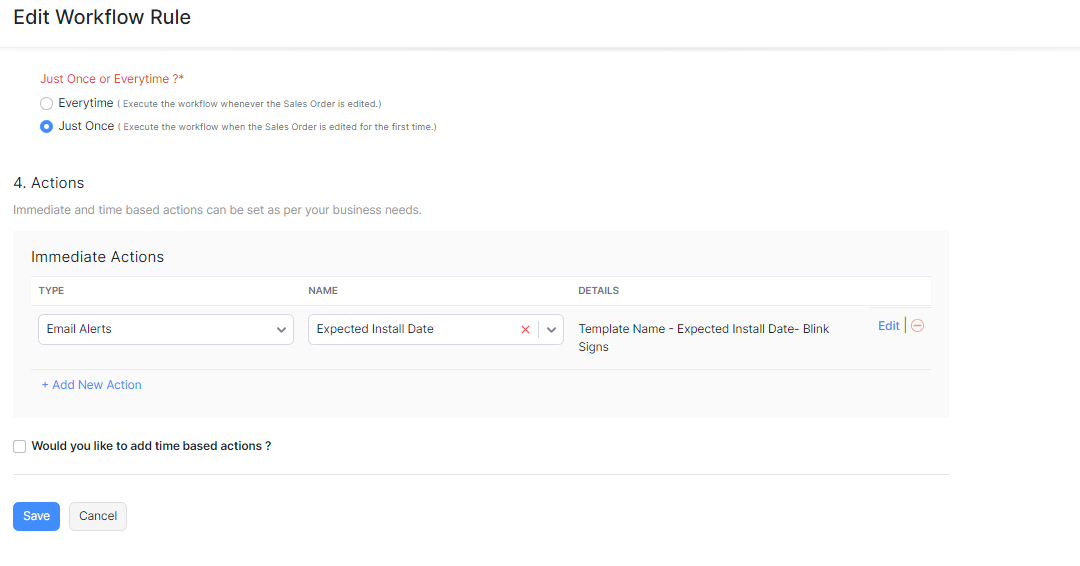 Edit Workflow Rule
Just Once or Everytime ?*
Everytime ( Execute the workflow whenever the Sales Order is edited.)
Just Once ( Execute the workflow when the Sales Order is edited for the first time.)
4. Actions
Immediate and time based actions can be set as per your business needs.
Immediate Actions
TYPE NAME DETAILS
Email Alerts Expected Install Date Template Name - Expected Install Date- Blink Edit
Signs
+ Add New Action
Would you like to add time based actions ?
Save Cancel